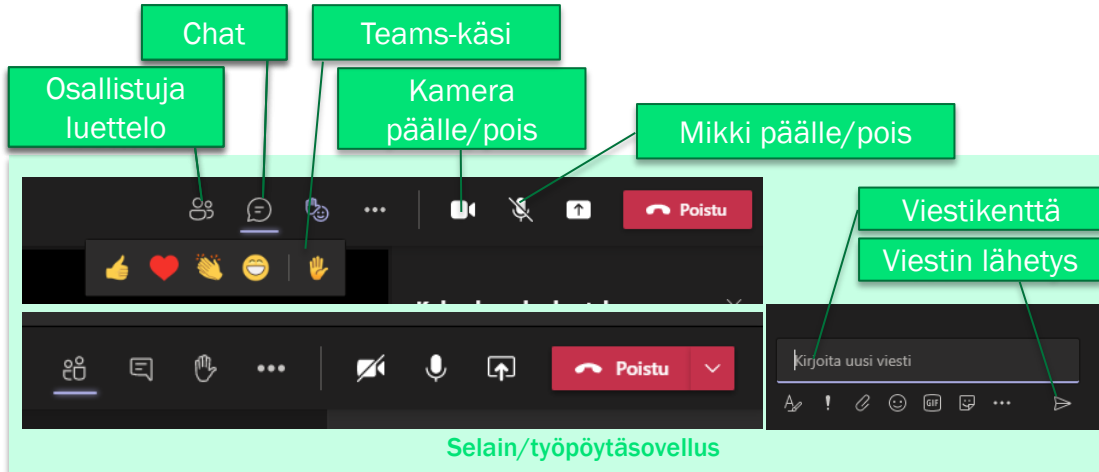 Chat
Teams-käsi
Osallistuja
luettelo
Kamera
päälle/pois
Mikki päälle/pois
Poistu
Viestikenttä
Viestin lähetys
Poistu
Kirjoita uusi viesti
GIF
Selain/työpöytäsovellus